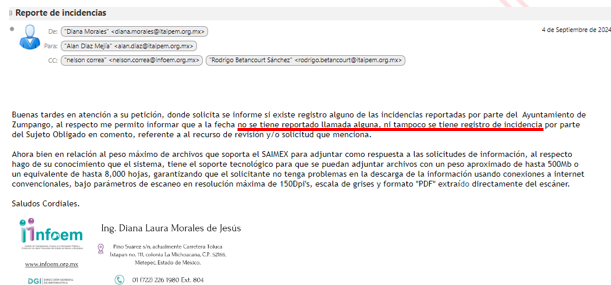 Reporte de incidencias
De: "Diana Morales" <diana.morales@itaipem.org.mx>
4 de Septiembre de 2024
Para: "Alan Díaz Mejía" <alan.diaz@itaipem.org.mx>
CC: "nelson correa" <nelson.correa@infoem.org.mx> "Rodrigo Betancourt Sánchez" <rodrigo.betancourt@itaipem.org.mx>
Buenas tardes en atención a su petición, donde solicita se informe si existe registro alguno de las incidencias reportadas por parte del Ayuntamiento de
Zumpango, al respecto me permito informar que a la fecha no se tiene reportado llamada alguna, ni tampoco se tiene registro de incidencia por parte
del Sujeto Obligado en comento, referente a al recurso de revisión y/o solicitud que menciona.
Ahora bien en relación al peso máximo de archivos que soporta el SAIMEX para adjuntar como respuesta a las solicitudes de información, al respecto
hago de su conocimiento que el sistema, tiene el soporte tecnológico para que se puedan adjuntar archivos con un peso aproximado de hasta 500Mb o
un equivalente de hasta 8,000 hojas, garantizando que el solicitante no tenga problemas en la descarga de la información usando conexiones a internet
convencionales, bajo parámetros de escaneo en resolución máxima de 150Dpi's, escala de grises y formato "PDF" extraído directamente del escáner.
Saludos Cordiales.
infoem
Ing. Diana Laura Morales de Jesús
Pino Suárez s/n, actualmente Carretera Toluca
Ixtapan no. 111, colonia La Michoacana, C.P. 52166,
Metepec, Estado de México.
www.infoem.org.mx
DGI DIRECCIÓN GENERAL DE INFORMÁTICA
01 (722) 226 1980 Ext. 804